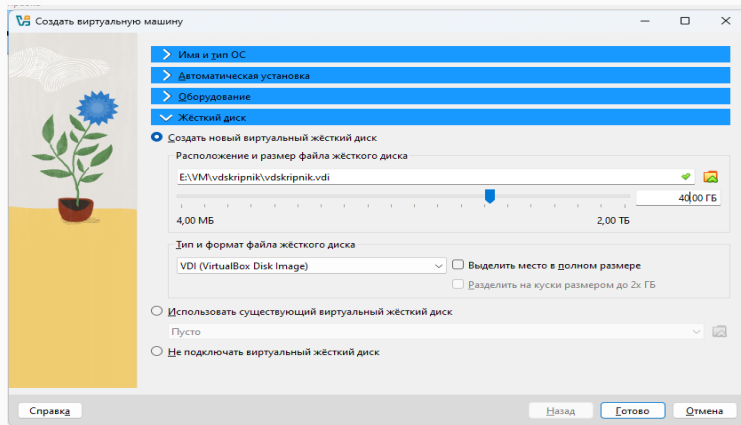 Создать виртуальную машину
Имя и тип ОС
Автоматическая установка
Оборудование
Жёсткий диск
Создать новый виртуальный жёсткий диск
Расположение и размер файла жёсткого диска
E:\VM\vdskripnik\vdskripnik.vdi
40,00 ГБ
4,00 МБ 2,00 ТБ
Тип и формат файла жёсткого диска
VDI (VirtualBox Disk Image) Выделить место в полном размере
Разделить на куски размером до 2х ГБ
Использовать существующий виртуальный жёсткий диск
Пусто
Не подключать виртуальный жёсткий диск
Справка Назад Готово Отмена